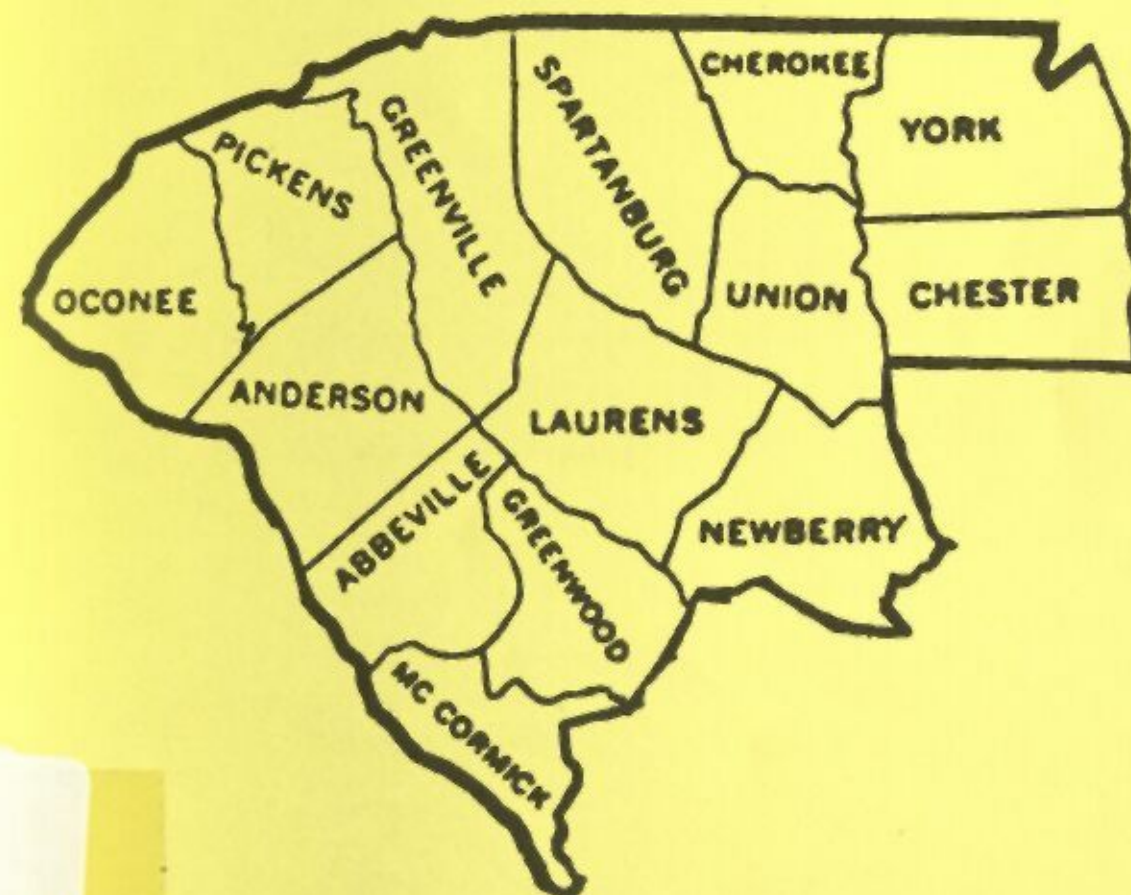 CHEROKEE
SPARTANBURG
GREENVILLE
YORK
PICKENS
OCONEE
UNION
CHESTER
ANDERSON
LAURENS
ABBEVILLE
GREENWOOD
NEWBERRY
MC CORMICK